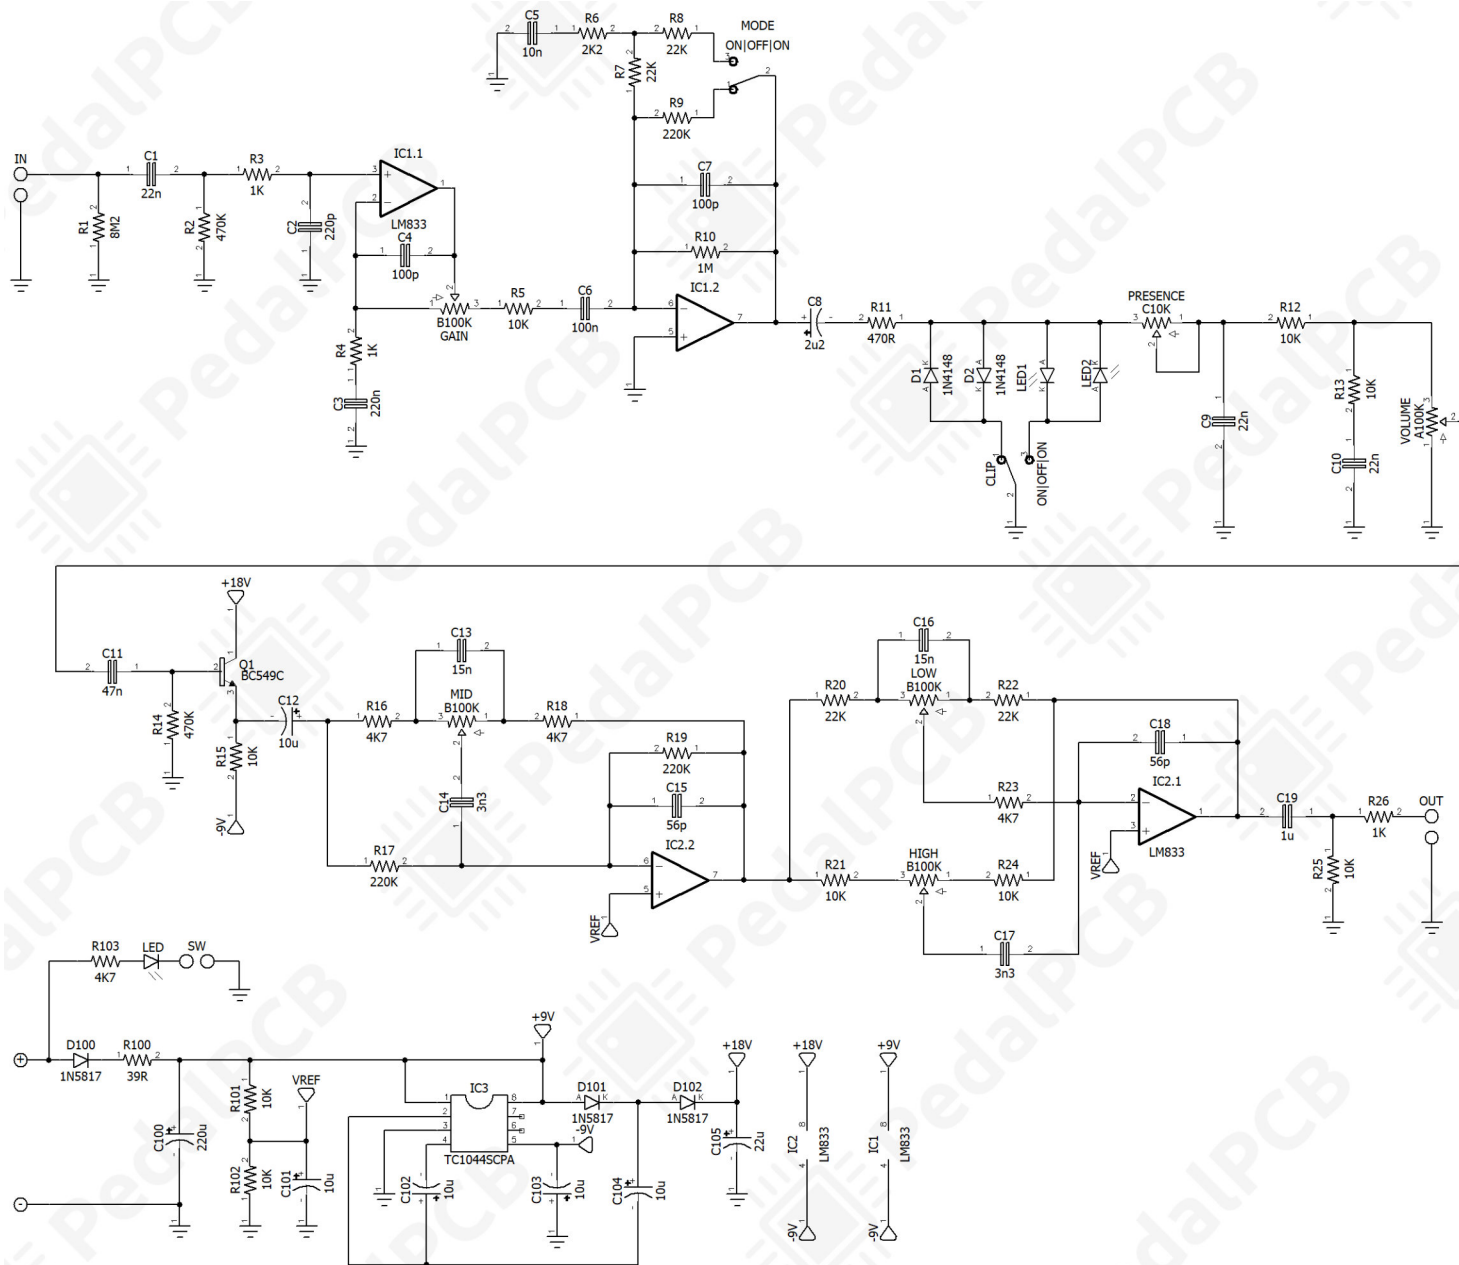 C5
10n
R6
2K2
R8
22K
MODE
ON|OFF|ON
R7
22K
R9
220K
IN
C1
22n
R3
1K
IC1.1
LM833
R1
8M2
R2
470K
C2
220p
C4
100p
C7
100p
R10
1M
IC1.2
B100K
GAIN
R5
10K
C6
100n
R4
1K
C3
220n
C8
2u2
R11
470R
D1
1N4148
D2
1N4148
LED1
LED2
CLIP
ON|OFF|ON
PRESENCE
C10K
R12
10K
C9
22n
R13
10K
C10
22n
VOLUME
A100K
+18V
C11
47n
Q1
BC549C
R14
470K
R15
10K
-9V
C12
10u
R16
4K7
C13
15n
MID
B100K
R18
4K7
C14
3n3
R17
220K
R19
220K
C15
56p
IC2.2
VREF
R20
22K
C16
15n
LOW
B100K
R22
22K
R23
4K7
R21
10K
HIGH
B100K
R24
10K
C17
3n3
C18
56p
IC2.1
LM833
VREF
C19
1u
R25
10K
R26
1K
OUT
R103
4K7
LED
SW
D100
1N5817
R100
39R
C100
220u
R101
10K
R102
10K
VREF
C101
10u
IC3
TC1044SCPA
+9V
C102
10u
-9V
C103
10u
C104
10u
D101
1N5817
D102
1N5817
+18V
C105
22u
+18V
IC2
LM833
-9V
+9V
IC1
LM833
-9V
PedalPCB